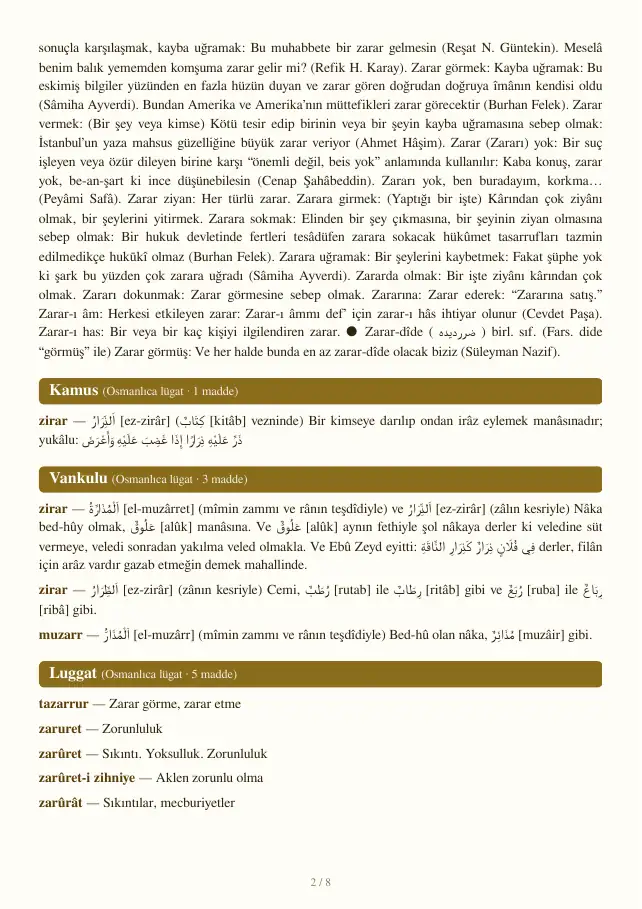 sonuçla karşılaşmak, kayba uğramak: Bu muhabbete bir zarar gelmesin (Reşat N. Güntekin). Meselâ
benim balık yememden komşuma zarar gelir mi? (Refik H. Karay). Zarar görmek: Kayba uğramak: Bu
eskimiş bilgiler yüzünden en fazla hüzün duyan ve zarar gören doğrudan doğruya îmânın kendisi oldu
(Sâmiha Ayverdi). Bundan Amerika ve Amerika’nın müttefikleri zarar görecektir (Burhan Felek). Zarar
vermek: (Bir şey veya kimse) Kötü tesir edip birinin veya bir şeyin kayba uğramasına sebep olmak:
İstanbul’un yaza mahsus güzelliğine büyük zarar veriyor (Ahmet Hâşim). Zarar (Zararı) yok: Bir suç
işleyen veya özür dileyen birine karşı “önemli değil, beis yok” anlamında kullanılır: Kaba konuş, zarar
yok, be-an-şart ki ince düşünebilesin (Cenap Şahâbeddin). Zararı yok, ben buradayım, korkma…
(Peyâmi Safâ). Zarar ziyan: Her türlü zarar. Zarara girmek: (Yaptığı bir işte) Kârından çok ziyânı
olmak, bir şeylerini yitirmek. Zarara sokmak: Elinden bir şey çıkmasına, bir şeyinin ziyan olmasına
sebep olmak: Bir hukuk devletinde fertleri tesâdüfen zarara sokacak hükûmet tasarrufları tazmin
edilmedikçe hukūkī olmaz (Burhan Felek). Zarara uğramak: Bir şeylerini kaybetmek: Fakat şüphe yok
ki şark bu yüzden çok zarara uğradı (Sâmiha Ayverdi). Zararda olmak: Bir işte ziyânı kârından çok
olmak. Zararı dokunmak: Zarar görmesine sebep olmak. Zararına: Zarar ederek: “Zararına satış.”
Zarar-ı âm: Herkesi etkileyen zarar: Zarar-ı âmmı def’ için zarar-ı hâs ihtiyar olunur (Cevdet Paşa).
Zarar-ı has: Bir veya bir kaç kişiyi ilgilendiren zarar. ● Zarar-dîde ( ضررديده ) birl. sıf. (Fars. dide
“görmüş” ile) Zarar görmüş: Ve her halde bunda en az zarar-dîde olacak biziz (Süleyman Nazif).
Kamus (Osmanlıca lügat · 1 madde)
zirar — اَلذِّرَارُ [ez-zirâr] (كِتَابٌ [kitâb] vezninde) Bir kimseye darılıp ondan irâz eylemek manâsınadır;
yukâlu: ذَرَّ عَلَيْهِ ذِرَارًا إِذَا غَضِبَ عَلَيْهِ وَأَعْرَضَ
Vankulu (Osmanlıca lügat · 3 madde)
zirar — اَلْمُذَارَّةُ [el-muzârret] (mîmin zammı ve rânın teşdîdiyle) ve اَلذِّرَارُ [ez-zirâr] (zâlın kesriyle) Nâka
bed-hûy olmak, عَلُوقٌ [alûk] manâsına. Ve عَلُوقٌ [alûk] aynın fethiyle şol nâkaya derler ki veledine süt
vermeye, veledi sonradan yakılma veled olmakla. Ve Ebû Zeyd eyitti: فِي فُلَانٍ ذِرَارٌ كَذِرَارِ النَّاقَةِ derler, filân
için arâz vardır gazab etmeğin demek mahallinde.
zirar — اَلظِّرَارُ [ez-zirâr] (zânın kesriyle) Cemi, رُطَبٌ [rutab] ile رِطَابٌ [ritâb] gibi ve رُبَعٌ [ruba] ile رِبَاعٌ
[ribâ] gibi.
muzarr — اَلْمُذَارُّ [el-muzârr] (mîmin zammı ve rânın teşdîdiyle) Bed-hû olan nâka, مُذَائِرٌ [muzâir] gibi.
Luggat (Osmanlıca lügat · 5 madde)
tazarrur — Zarar görme, zarar etme
zaruret — Zorunluluk
zarûret — Sıkıntı. Yoksulluk. Zorunluluk
zarûret-i zihniye — Aklen zorunlu olma
zarûrât — Sıkıntılar, mecburiyetler
2 / 8